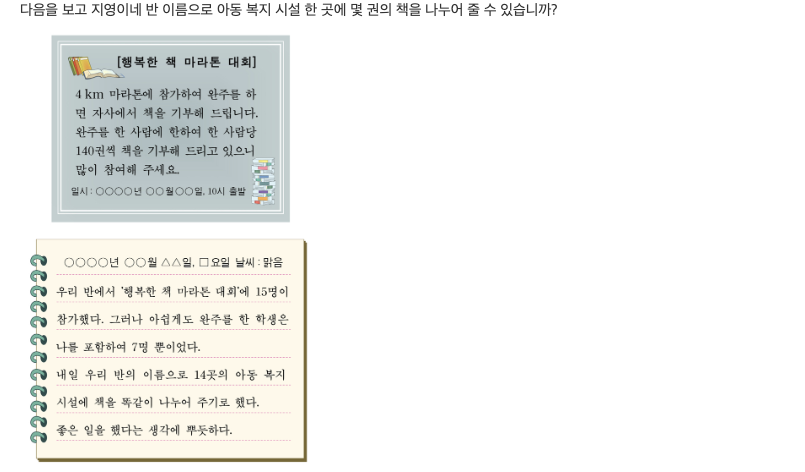 다음을 보고 지영이네 반 이름으로 아동 복지 시설 한 곳에 몇 권의 책을 나누어 줄 수 있습니까?
[행복한 책 마라톤 대회]
4 km 마라톤에 참가하여 완주를 하
면 자사에서 책을 기부해 드립니다.
완주를 한 사람에 한하여 한 사람당
140권씩 책을 기부해 드리고 있으니
많이 참여해 주세요.
일시 : ○○○○년 ○○월○○일, 10시 출발
○○○○년 ○○월 △△일, □요일 날씨 : 맑음
우리 반에서 '행복한 책 마라톤 대회'에 15명이
참가했다. 그러나 아쉽게도 완주를 한 학생은
나를 포함하여 7명 뿐이었다.
내일 우리 반의 이름으로 14곳의 아동 복지
시설에 책을 똑같이 나누어 주기로 했다.
좋은 일을 했다는 생각에 뿌듯하다.